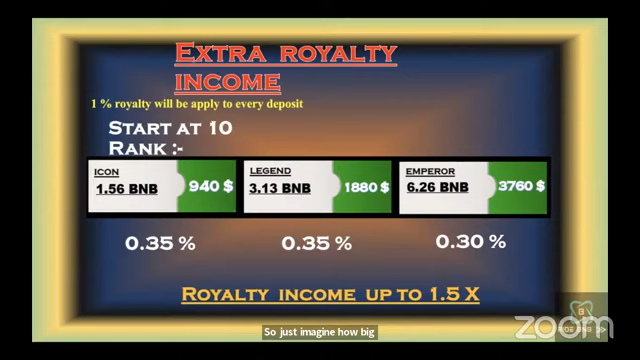 EXTRA ROYALTY
INCOME
1 % royalty will be apply to every deposit
START AT 10
RANK :-
ICON
1.56 BNB
940 $
LEGEND
3.13 BNB
1880 $
EMPEROR
6.26 BNB
3760 $
0.35 %
0.35 %
0.30 %
ROYALTY INCOME UP TO 1.5 X
So just imagine how big
zoom